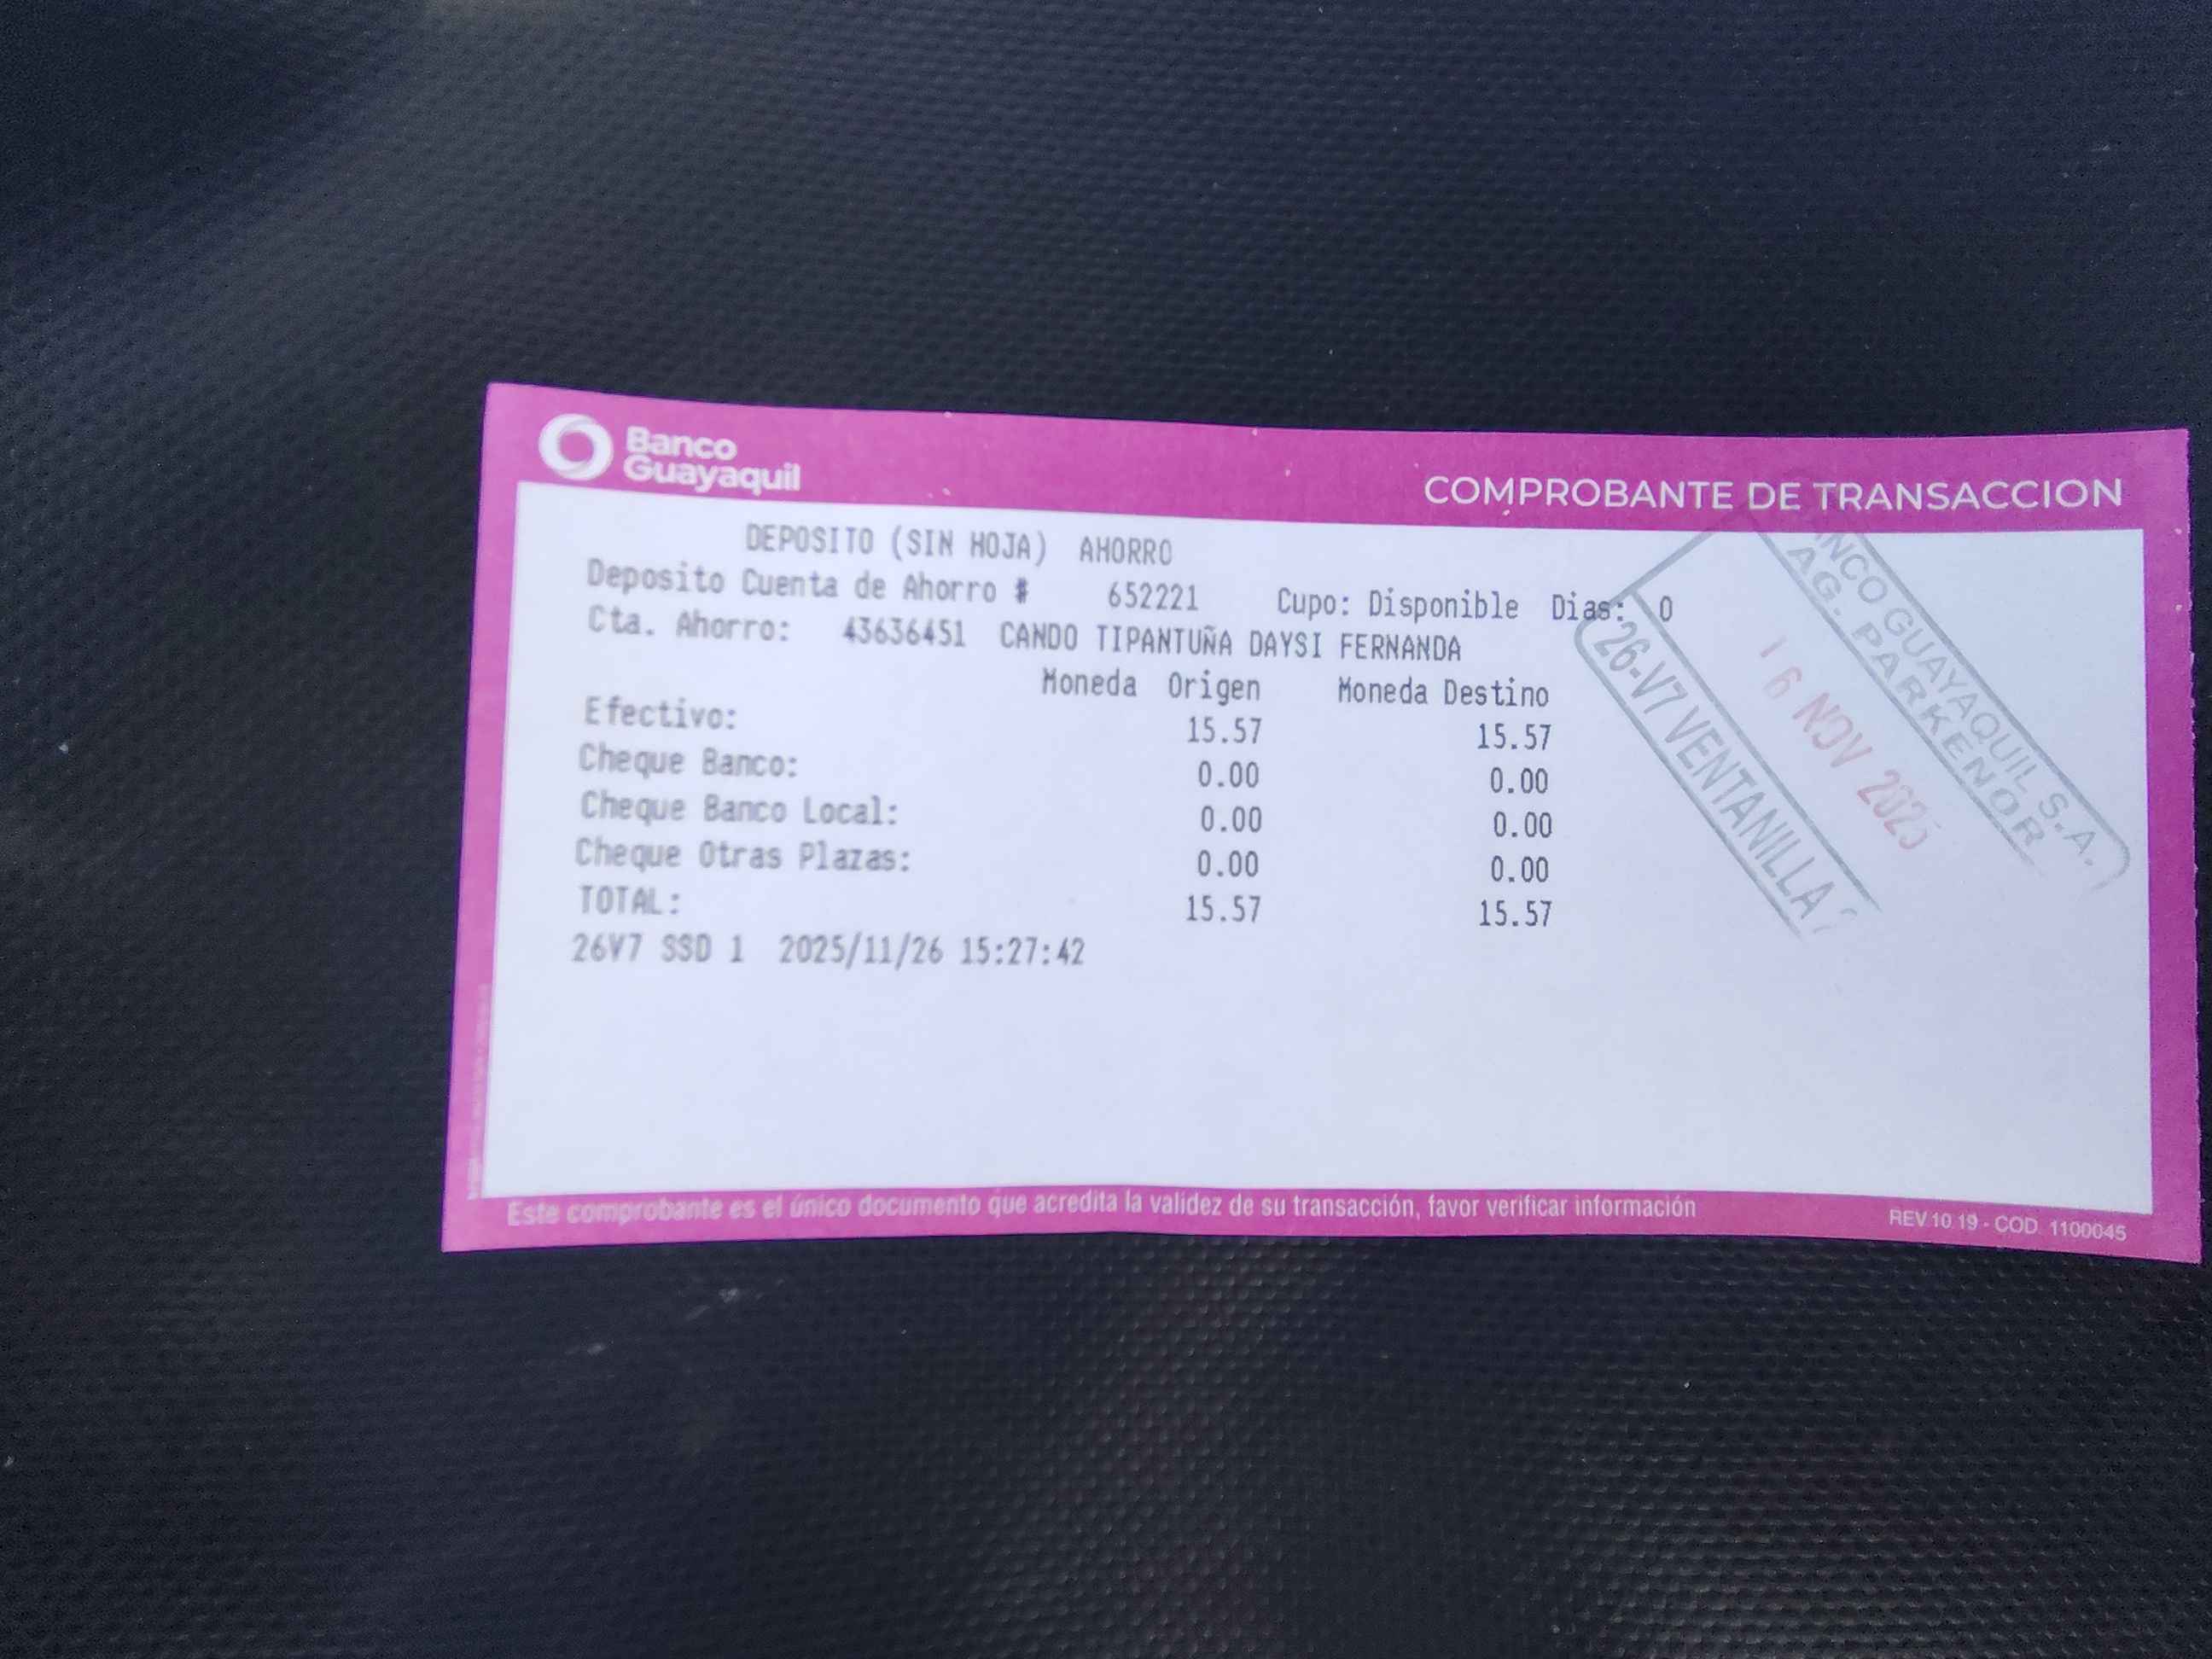 Banco
Guayaquil
COMPROBANTE DE TRANSACCION
DEPOSITO (SIN HOJA) AHORRO
Deposito Cuenta de Ahorro # 652221 Cupo: Disponible Dias: 0
Cta. Ahorro: 43636451 CANDO TIPANTUÑA DAYSI FERNANDA
Moneda Origen Moneda Destino
Efectivo: 15.57 15.57
Cheque Banco: 0.00 0.00
Cheque Banco Local: 0.00 0.00
Cheque Otras Plazas: 0.00 0.00
TOTAL: 15.57 15.57
26V7 SSD 1 2025/11/26 15:27:42
NCO GUAYAQUIL S.A.
AG. PARKENOR
6 NOV 2025
26-V7 VENTANILLA
Este comprobante es el único documento que acredita la validez de su transacción, favor verificar información
REV.10 19 - COD. 1100045